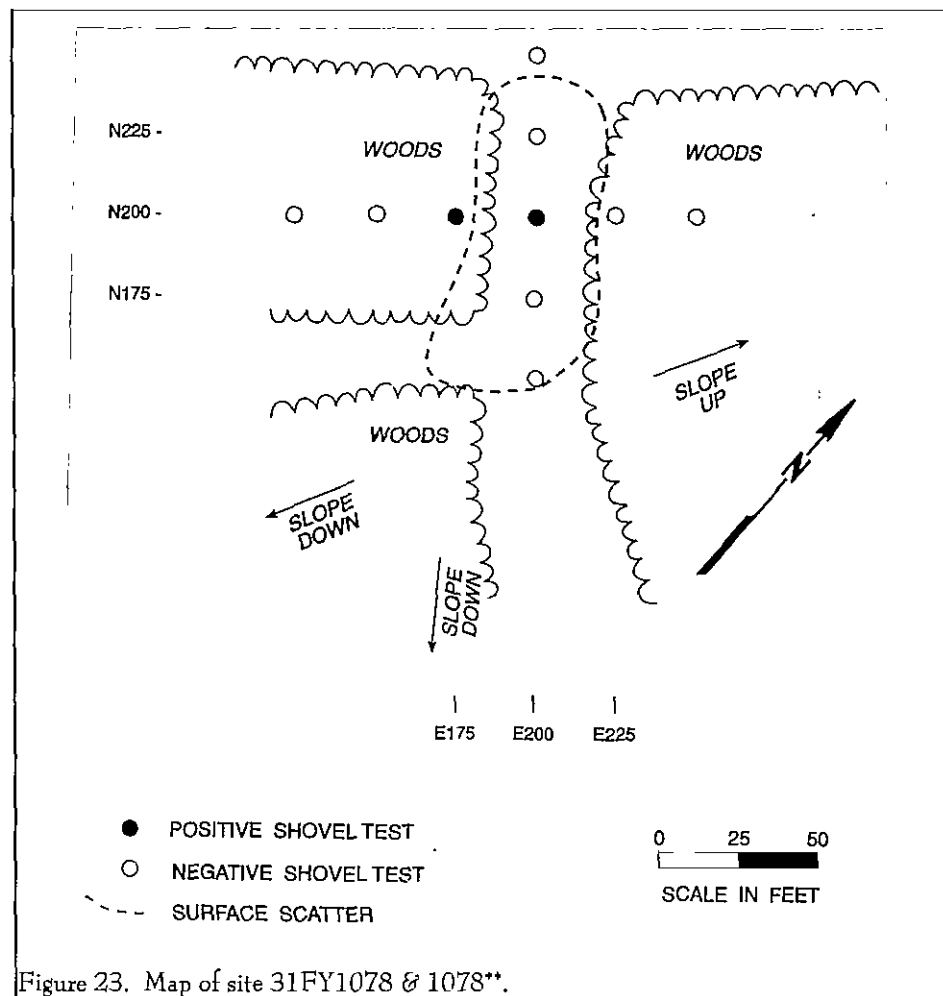 N225 -
WOODS
WOODS
N200 -
N175 -
SLOPE
UP
WOODS
N
SLOPE
DOWN
SLOPE
DOWN
E175 E200 E225
POSITIVE SHOVEL TEST
NEGATIVE SHOVEL TEST
SURFACE SCATTER
0 25 50
SCALE IN FEET
Figure 23. Map of site 31FY1078 & 1078**.